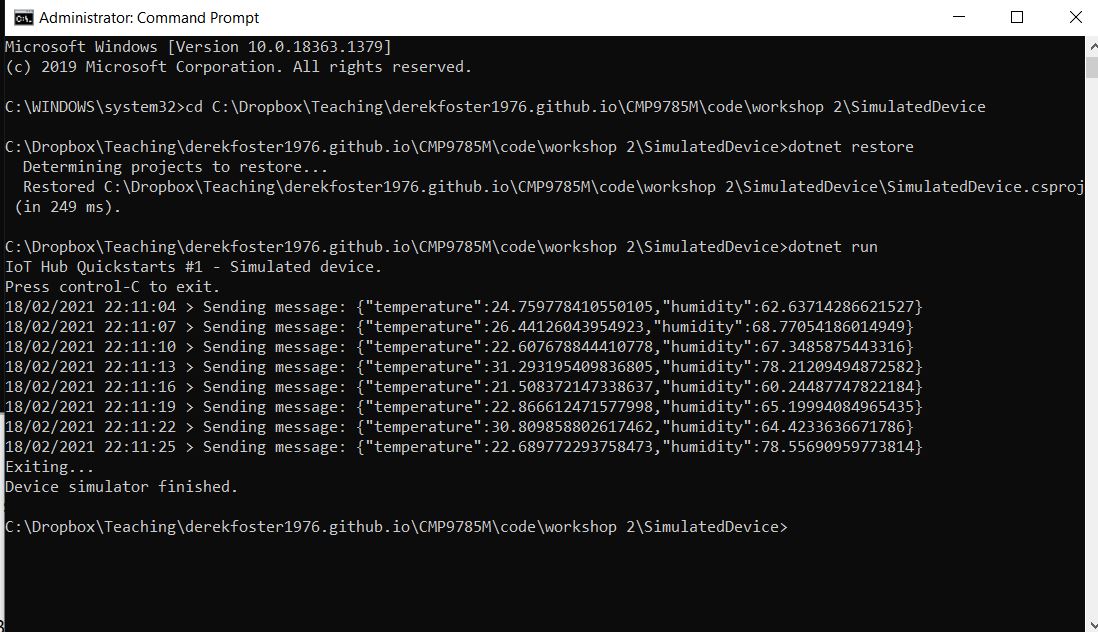 Administrator: Command Prompt
Microsoft Windows [Version 10.0.18363.1379]
(c) 2019 Microsoft Corporation. All rights reserved.
C:\WINDOWS\system32>cd C:\Dropbox\Teaching\derekfoster1976.github.io\CMP9785M\code\workshop 2\SimulatedDevice
C:\Dropbox\Teaching\derekfoster1976.github.io\CMP9785M\code\workshop 2\SimulatedDevice>dotnet restore
  Determining projects to restore...
  Restored C:\Dropbox\Teaching\derekfoster1976.github.io\CMP9785M\code\workshop 2\SimulatedDevice\SimulatedDevice.csproj
 (in 249 ms).
C:\Dropbox\Teaching\derekfoster1976.github.io\CMP9785M\code\workshop 2\SimulatedDevice>dotnet run
IoT Hub Quickstarts #1 - Simulated device.
Press control-C to exit.
18/02/2021 22:11:04 > Sending message: {"temperature":24.759778410550105,"humidity":62.63714286621527}
18/02/2021 22:11:07 > Sending message: {"temperature":26.44126043954923,"humidity":68.77054186014949}
18/02/2021 22:11:10 > Sending message: {"temperature":22.607678844410778,"humidity":67.3485875443316}
18/02/2021 22:11:13 > Sending message: {"temperature":31.293195409836805,"humidity":78.21209494872582}
18/02/2021 22:11:16 > Sending message: {"temperature":21.508372147338637,"humidity":60.24487747822184}
18/02/2021 22:11:19 > Sending message: {"temperature":22.866612471577998,"humidity":65.19994084965435}
18/02/2021 22:11:22 > Sending message: {"temperature":30.809858802617462,"humidity":64.4233636671786}
18/02/2021 22:11:25 > Sending message: {"temperature":22.689772293758473,"humidity":78.55690959773814}
Exiting...
Device simulator finished.
C:\Dropbox\Teaching\derekfoster1976.github.io\CMP9785M\code\workshop 2\SimulatedDevice>